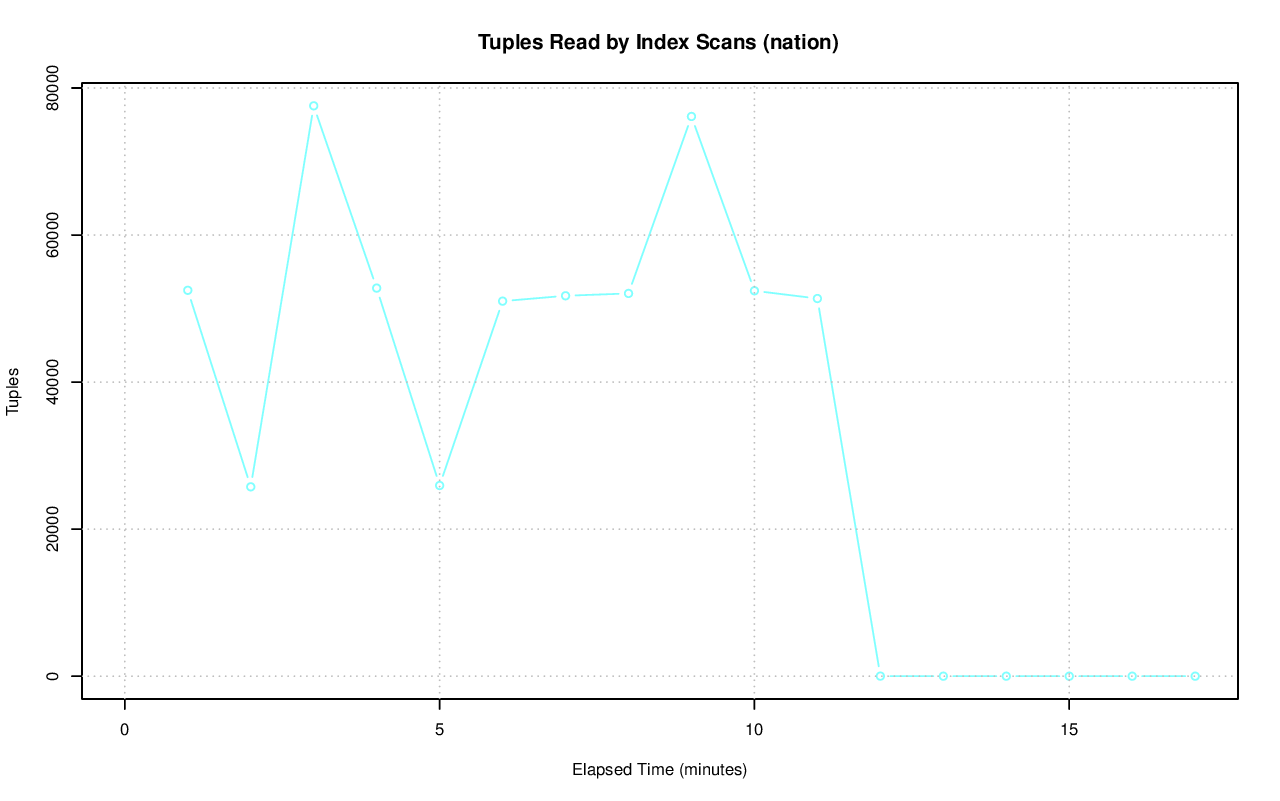 Tuples Read by Index Scans (nation)
80000
60000
40000
20000
0
Tuples
0 5 10 15
Elapsed Time (minutes)